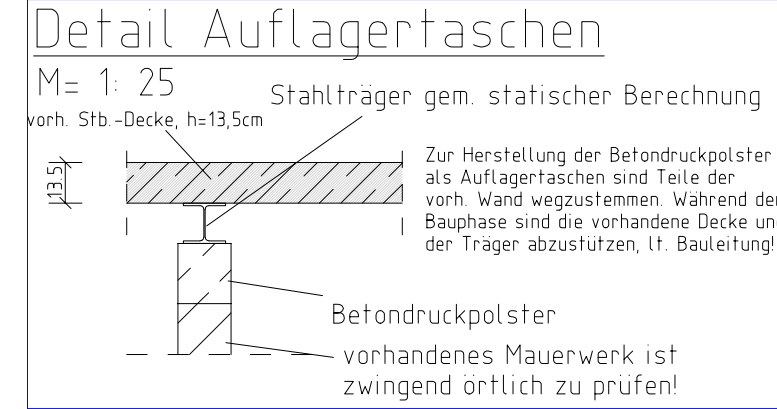 Detail Auflagertaschen
M= 1: 25
Stahlträger gem. statischer Berechnung
vorh. Stb.-Decke, h=13,5cm
13.5
Zur Herstellung der Betondruckpolster
als Auflagertaschen sind Teile der
vorh. Wand wegzustemmen. Während der
Bauphase sind die vorhandene Decke un
der Träger abzustützen, lt. Bauleitung!
Betondruckpolster
vorhandenes Mauerwerk ist
zwingend örtlich zu prüfen!